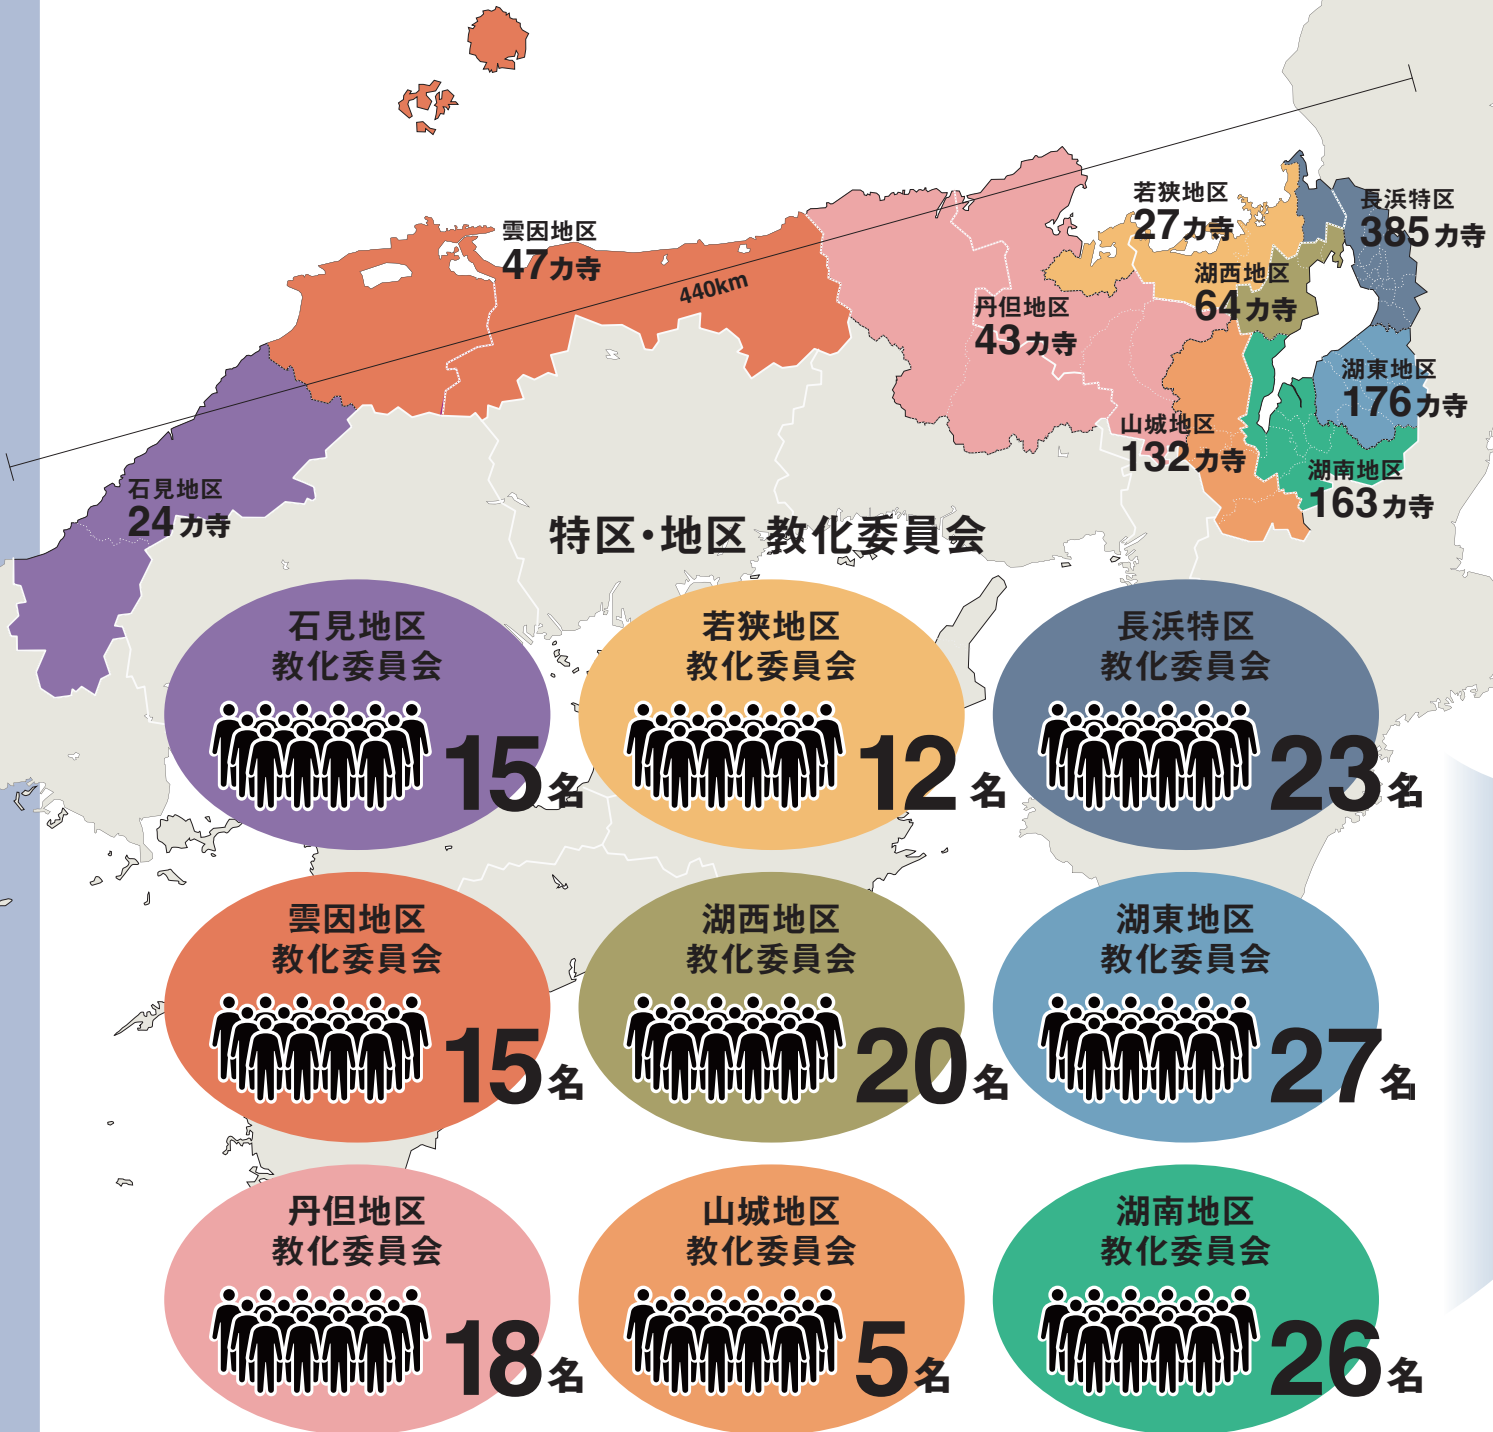 雲因地区
47カ寺
若狭地区
27カ寺
長浜特区
385カ寺
湖西地区
64カ寺
440km
丹但地区
43カ寺
湖東地区
176カ寺
山城地区
132カ寺
湖南地区
163カ寺
石見地区
24カ寺
特区・地区 教化委員会
石見地区
教化委員会
15名
若狭地区
教化委員会
12名
長浜特区
教化委員会
23名
雲因地区
教化委員会
15名
湖西地区
教化委員会
20名
湖東地区
教化委員会
27名
丹但地区
教化委員会
18名
山城地区
教化委員会
5名
湖南地区
教化委員会
26名